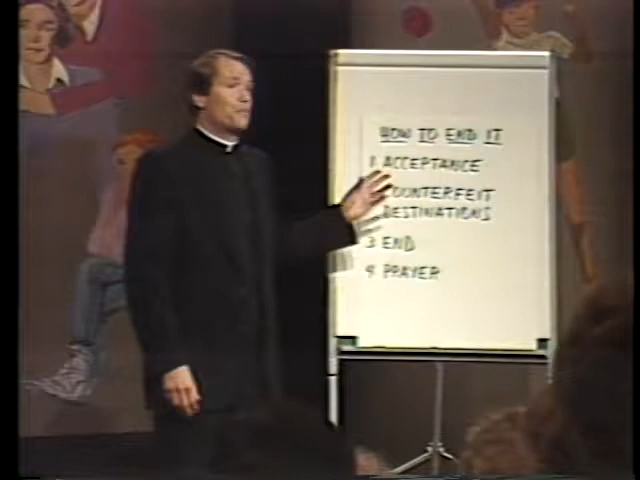 HOW TO END IT
1 ACCEPTANCE
COUNTERFEIT
DESTINATIONS
3 END
4 PRAYER